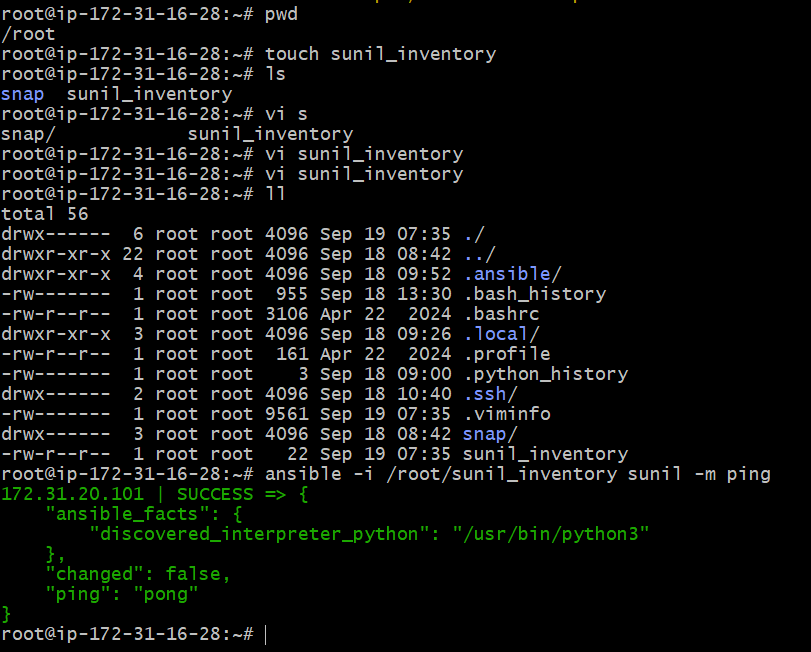 root@ip-172-31-16-28:~# pwd
/root
root@ip-172-31-16-28:~# touch sunil_inventory
root@ip-172-31-16-28:~# ls
snap  sunil_inventory
root@ip-172-31-16-28:~# vi s
snap/            sunil_inventory
root@ip-172-31-16-28:~# vi sunil_inventory
root@ip-172-31-16-28:~# vi sunil_inventory
root@ip-172-31-16-28:~# ll
total 56
drwx------  6 root root 4096 Sep 19 07:35 ./
drwxr-xr-x 22 root root 4096 Sep 18 08:42 ../
drwxr-xr-x  4 root root 4096 Sep 18 09:52 .ansible/
-rw-------  1 root root  955 Sep 18 13:30 .bash_history
-rw-r--r--  1 root root 3106 Apr 22  2024 .bashrc
drwxr-xr-x  3 root root 4096 Sep 18 09:26 .local/
-rw-r--r--  1 root root  161 Apr 22  2024 .profile
-rw-------  1 root root    3 Sep 18 09:00 .python_history
drwx------  2 root root 4096 Sep 18 10:40 .ssh/
-rw-------  1 root root 9561 Sep 19 07:35 .viminfo
drwx------  3 root root 4096 Sep 18 08:42 snap/
-rw-r--r--  1 root root   22 Sep 19 07:35 sunil_inventory
root@ip-172-31-16-28:~# ansible -i /root/sunil_inventory sunil -m ping
172.31.20.101 | SUCCESS => {
    "ansible_facts": {
        "discovered_interpreter_python": "/usr/bin/python3"
    },
    "changed": false,
    "ping": "pong"
}
root@ip-172-31-16-28:~#